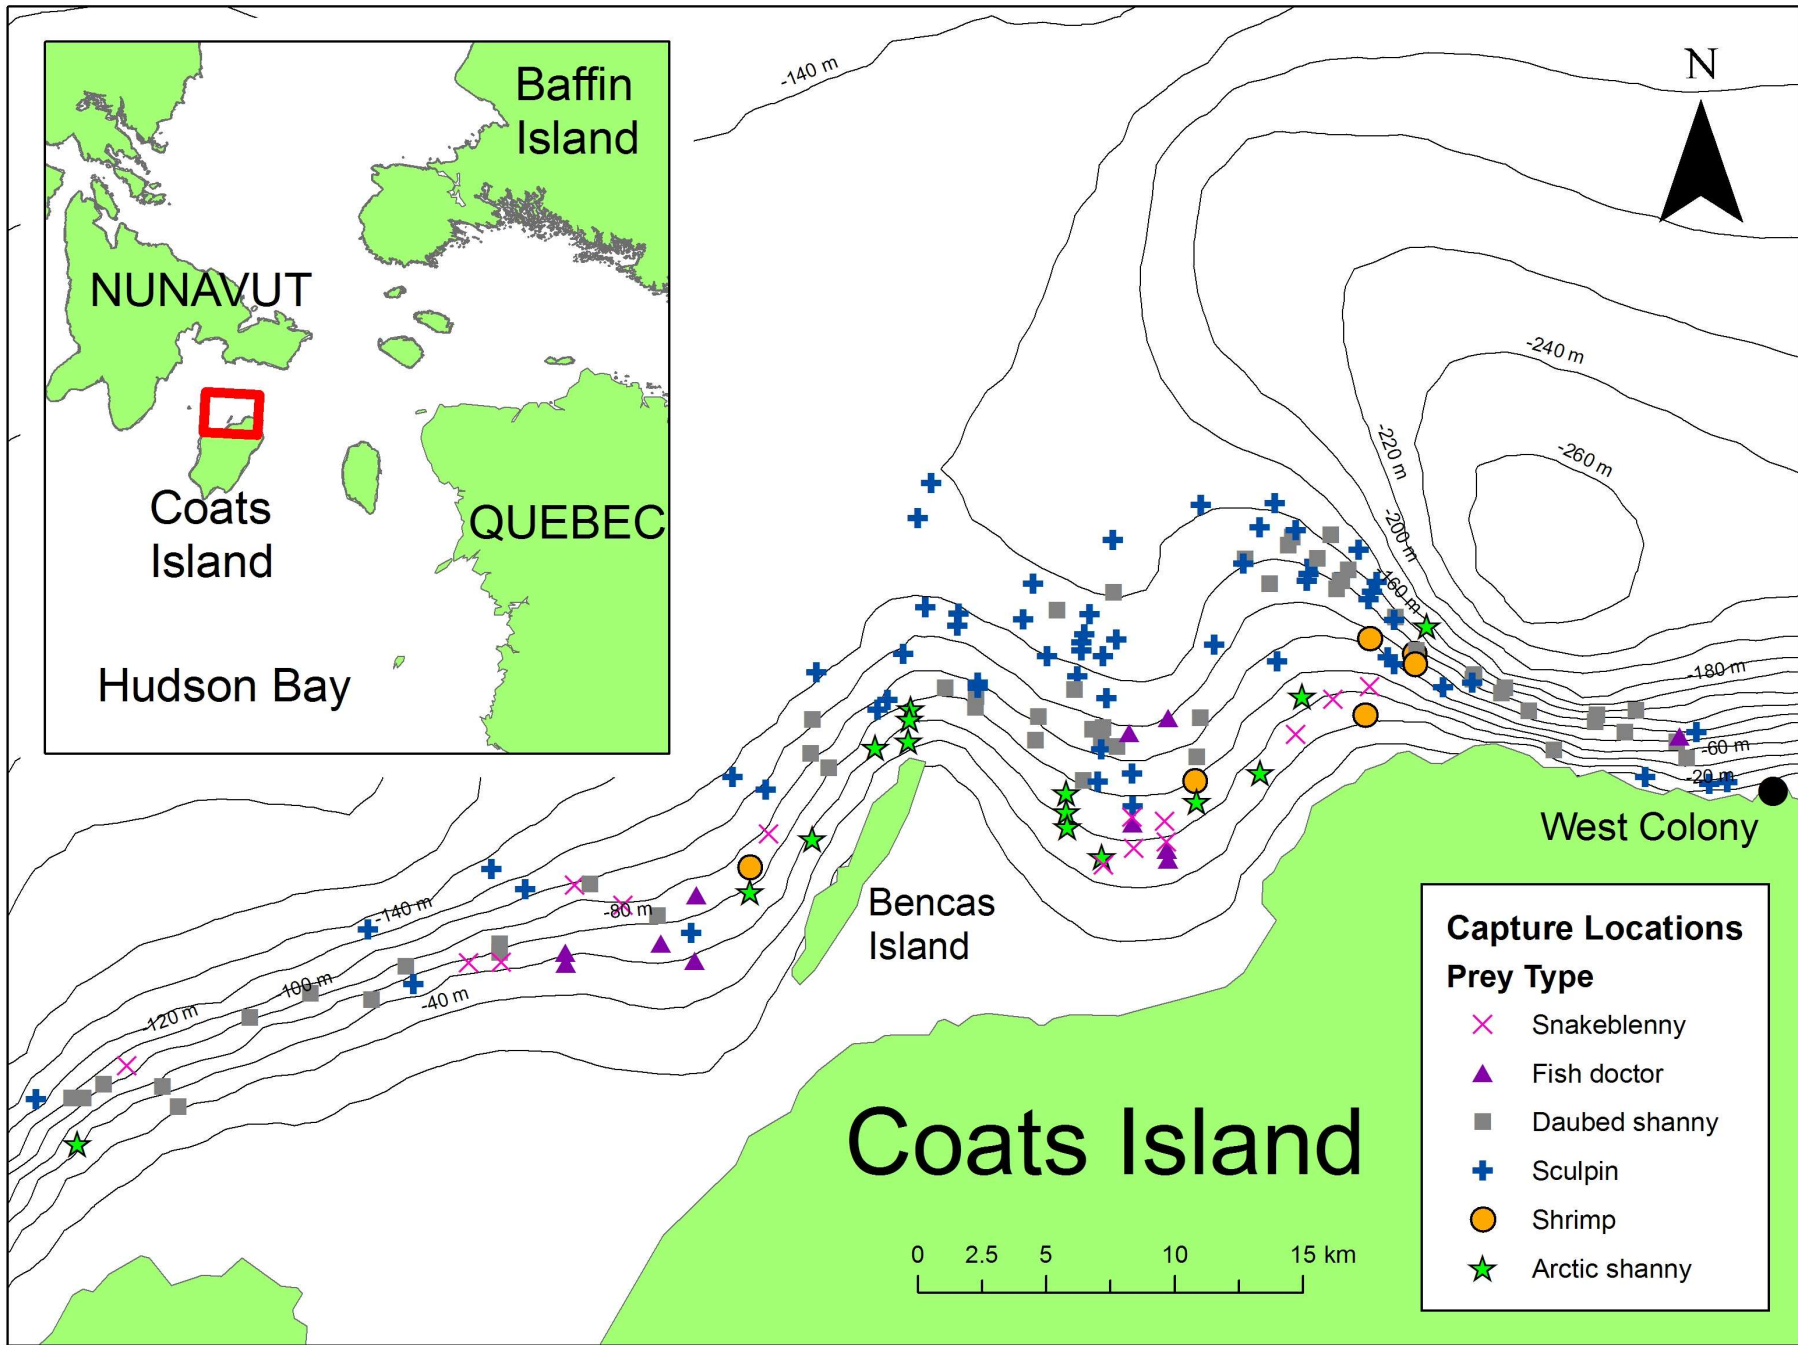 Baffin
Island
NUNAVUT
Coats
Island
QUEBEC
Hudson Bay
-140 m
N
-240 m
-220 m
-260 m
-200 m
-160 m
-180 m
-60 m
-20 m
West Colony
-140 m
-80 m
-100 m
-120 m
-40 m
Bencas
Island
Coats Island
0 2.5 5 10 15 km
Capture Locations
Prey Type
Snakeblenny
Fish doctor
Daubed shanny
Sculpin
Shrimp
Arctic shanny